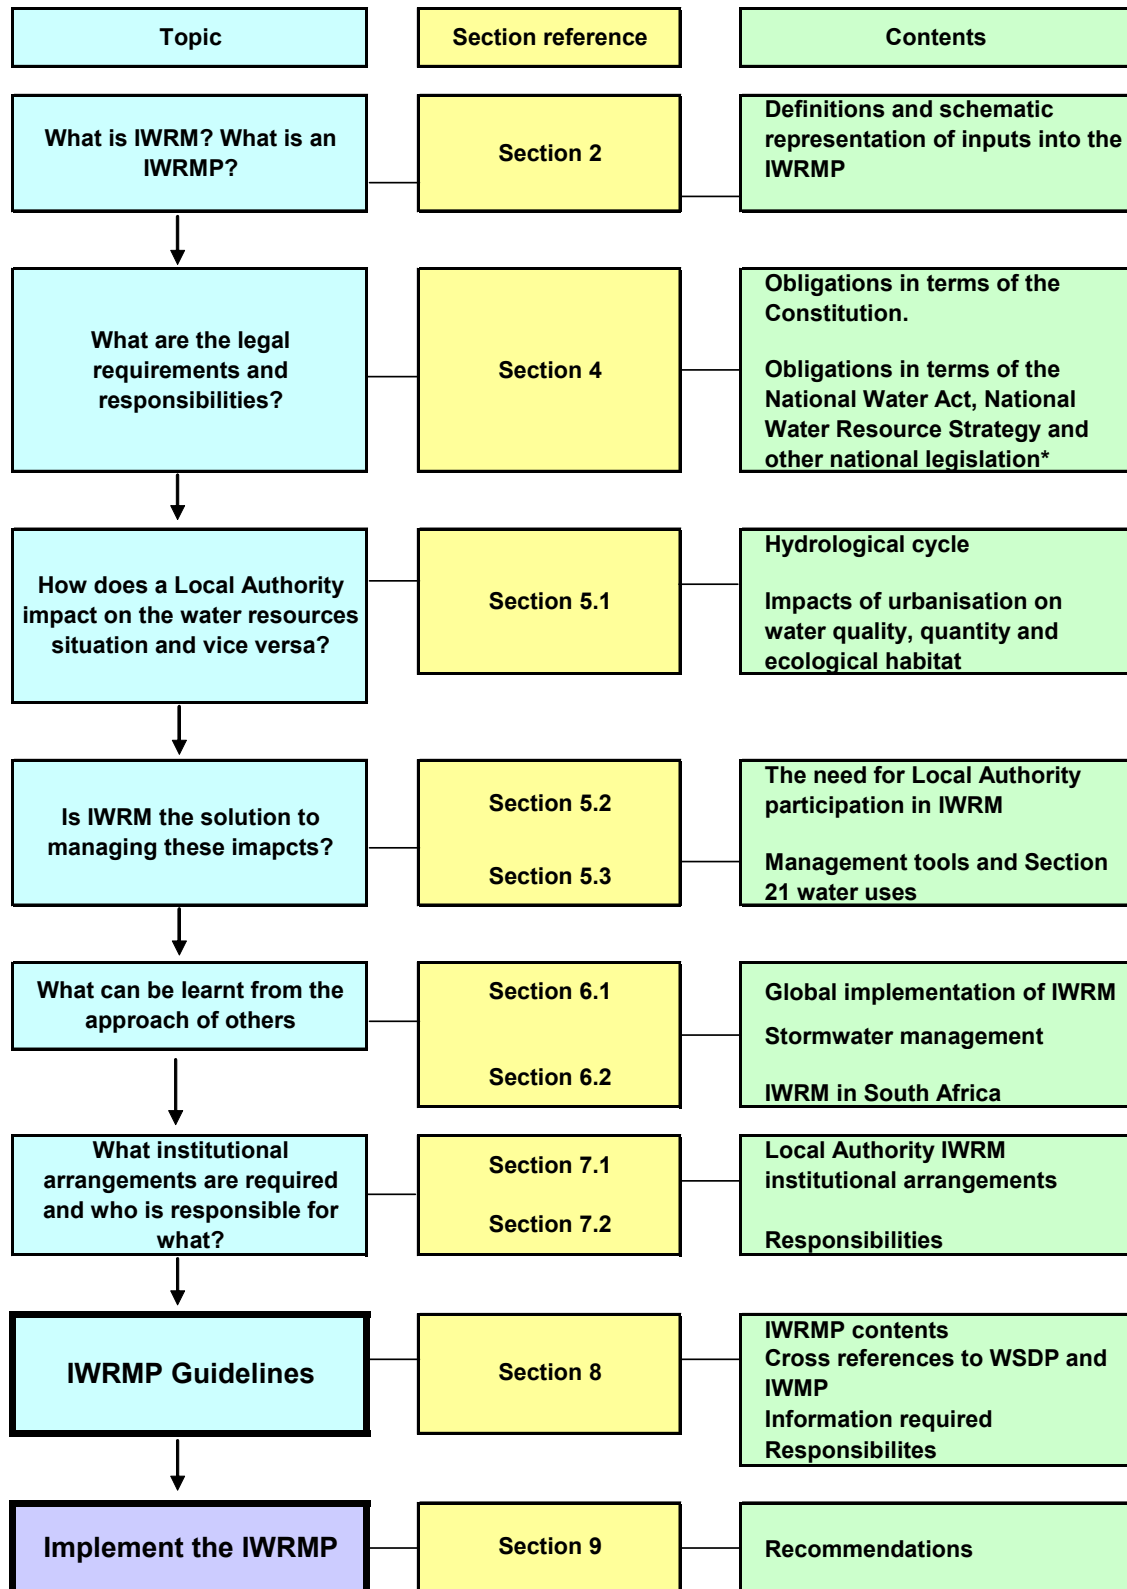 Topic
Section reference
Contents
What is IWRM? What is an
IWRMP?
Section 2
Definitions and schematic
representation of inputs into the
IWRMP
What are the legal
requirements and
responsibilities?
Section 4
Obligations in terms of the
Constitution.
Obligations in terms of the
National Water Act, National
Water Resource Strategy and
other national legislation*
How does a Local Authority
impact on the water resources
situation and vice versa?
Section 5.1
Hydrological cycle
Impacts of urbanisation on
water quality, quantity and
ecological habitat
Is IWRM the solution to
managing these imapcts?
Section 5.2
Section 5.3
The need for Local Authority
participation in IWRM
Management tools and Section
21 water uses
What can be learnt from the
approach of others
Section 6.1
Section 6.2
Global implementation of IWRM
Stormwater management
IWRM in South Africa
What institutional
arrangements are required
and who is responsible for
what?
Section 7.1
Section 7.2
Local Authority IWRM
institutional arrangements
Responsibilities
IWRMP Guidelines
Section 8
IWRMP contents
Cross references to WSDP and
IWMP
Information required
Responsibilites
Implement the IWRMP
Section 9
Recommendations